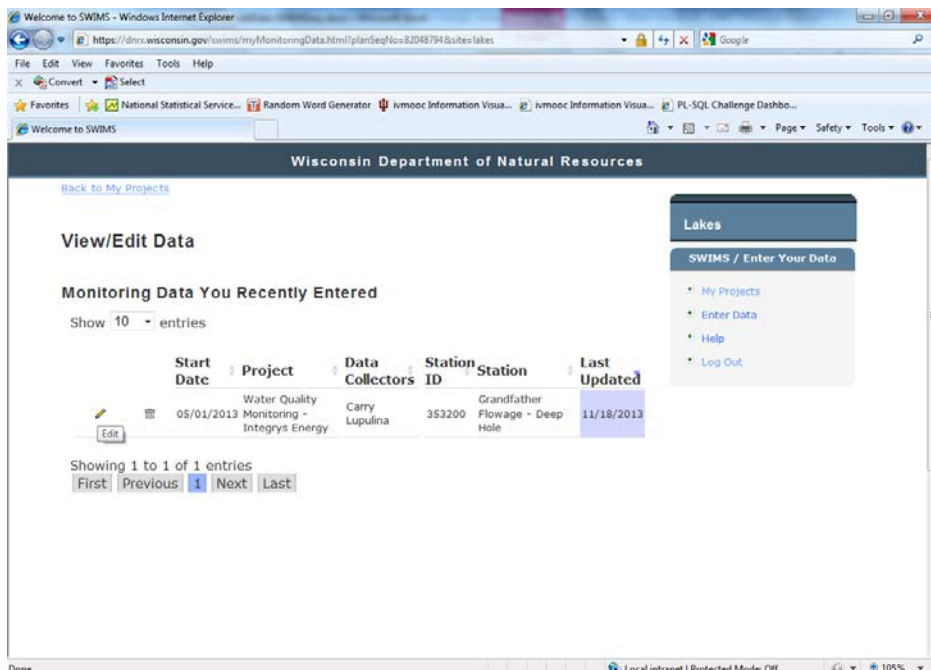 Welcome to SWIMS - Windows Internet Explorer
https://dnrx.wisconsin.gov/swims/myMonitoringData.html?planSeqNo=82048794&site=lakes
Google
File Edit View Favorites Tools Help
x Convert Select
Favorites National Statistical Service... Random Word Generator ivmooc Information Visua... ivmooc Information Visua... PL-SQL Challenge Dashbo...
Welcome to SWIMS
Page Safety Tools
Wisconsin Department of Natural Resources
Back to My Projects
View/Edit Data
Monitoring Data You Recently Entered
Show 10 entries
Start Date Project Data Collectors Station ID Station Last Updated
05/01/2013 Water Quality Monitoring - Integrys Energy Carry Lupulina 353200 Grandfather Flowage - Deep Hole 11/18/2013
Edit
Showing 1 to 1 of 1 entries
First Previous 1 Next Last
Lakes
SWIMS / Enter Your Data
My Projects
Enter Data
Help
Log Out
Done
Local intranet | Protected Mode: Off
105%